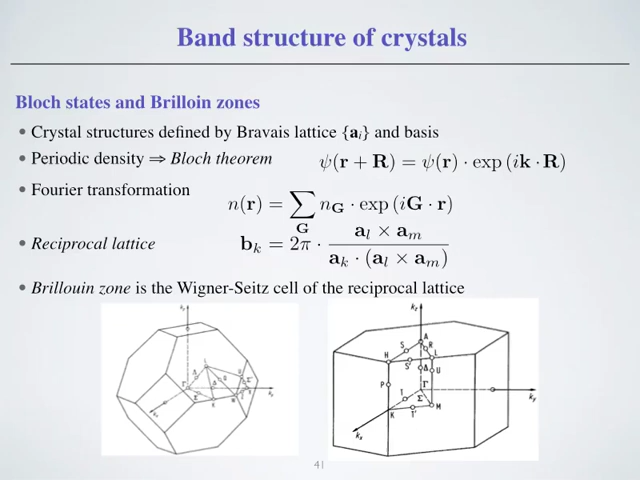 Band structure of crystals
Bloch states and Brilloin zones
• Crystal structures defined by Bravais lattice {aᵢ} and basis
• Periodic density ⇒ Bloch theorem ψ(r + R) = ψ(r) · exp (ik · R)
• Fourier transformation n(r) = ∑_G n_G · exp (iG · r)
• Reciprocal lattice b_k = 2π · (a_l × a_m) / (a_k · (a_l × a_m))
• Brillouin zone is the Wigner-Seitz cell of the reciprocal lattice
A
S
R
H
L
S'
Δ
U
P
Γ
T
Σ
K
T'
M
41